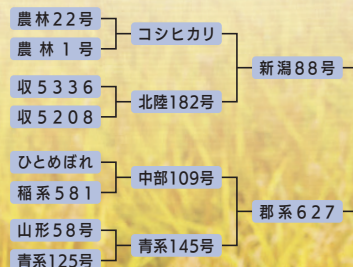 農林22号
農林1号
コシヒカリ
収5336
収5208
北陸182号
新潟88号
ひとめぼれ
稲系581
中部109号
山形58号
青系125号
青系145号
郡系627